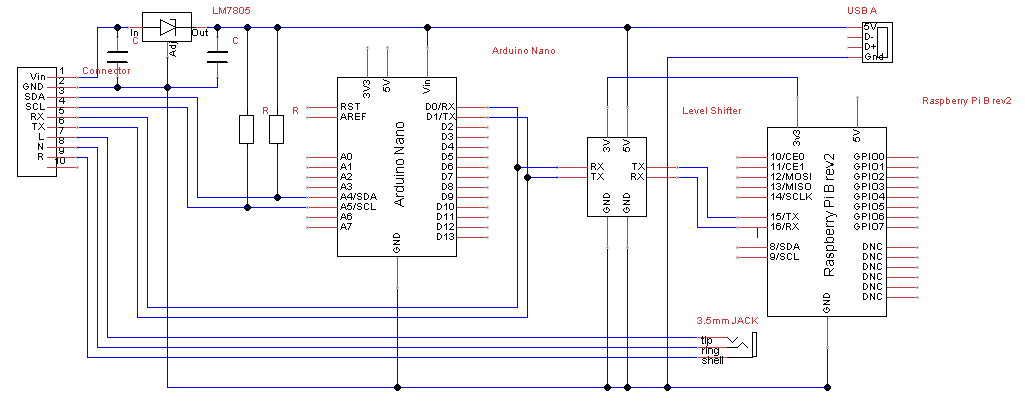 LM7805
In
Out
Adj
C
C
Connector
Vin 1
GND 2
SDA 3
SCL 4
RX 5
TX 6
L 7
N 8
R 9
10
R
R
Arduino Nano
3V3
5V
Vin
RST
AREF
A0
A1
A2
A3
A4/SDA
A5/SCL
A6
A7
Arduino Nano
D0/RX
D1/TX
D2
D3
D4
D5
D6
D7
D8
D9
D10
D11
D12
D13
GND
Level Shifter
3V
5V
RX
TX
TX
RX
GND
GND
USB A
5V
D-
D+
Gnd
Raspberry Pi B rev2
3v3
5V
10/CE0
11/CE1
12/MOSI
13/MISO
14/SCLK
15/TX
16/RX
8/SDA
9/SCL
Raspberry Pi B rev2
GPIO0
GPIO1
GPIO2
GPIO3
GPIO4
GPIO5
GPIO6
GPIO7
DNC
DNC
DNC
DNC
DNC
DNC
GND
3.5mm JACK
tip
ring
shell